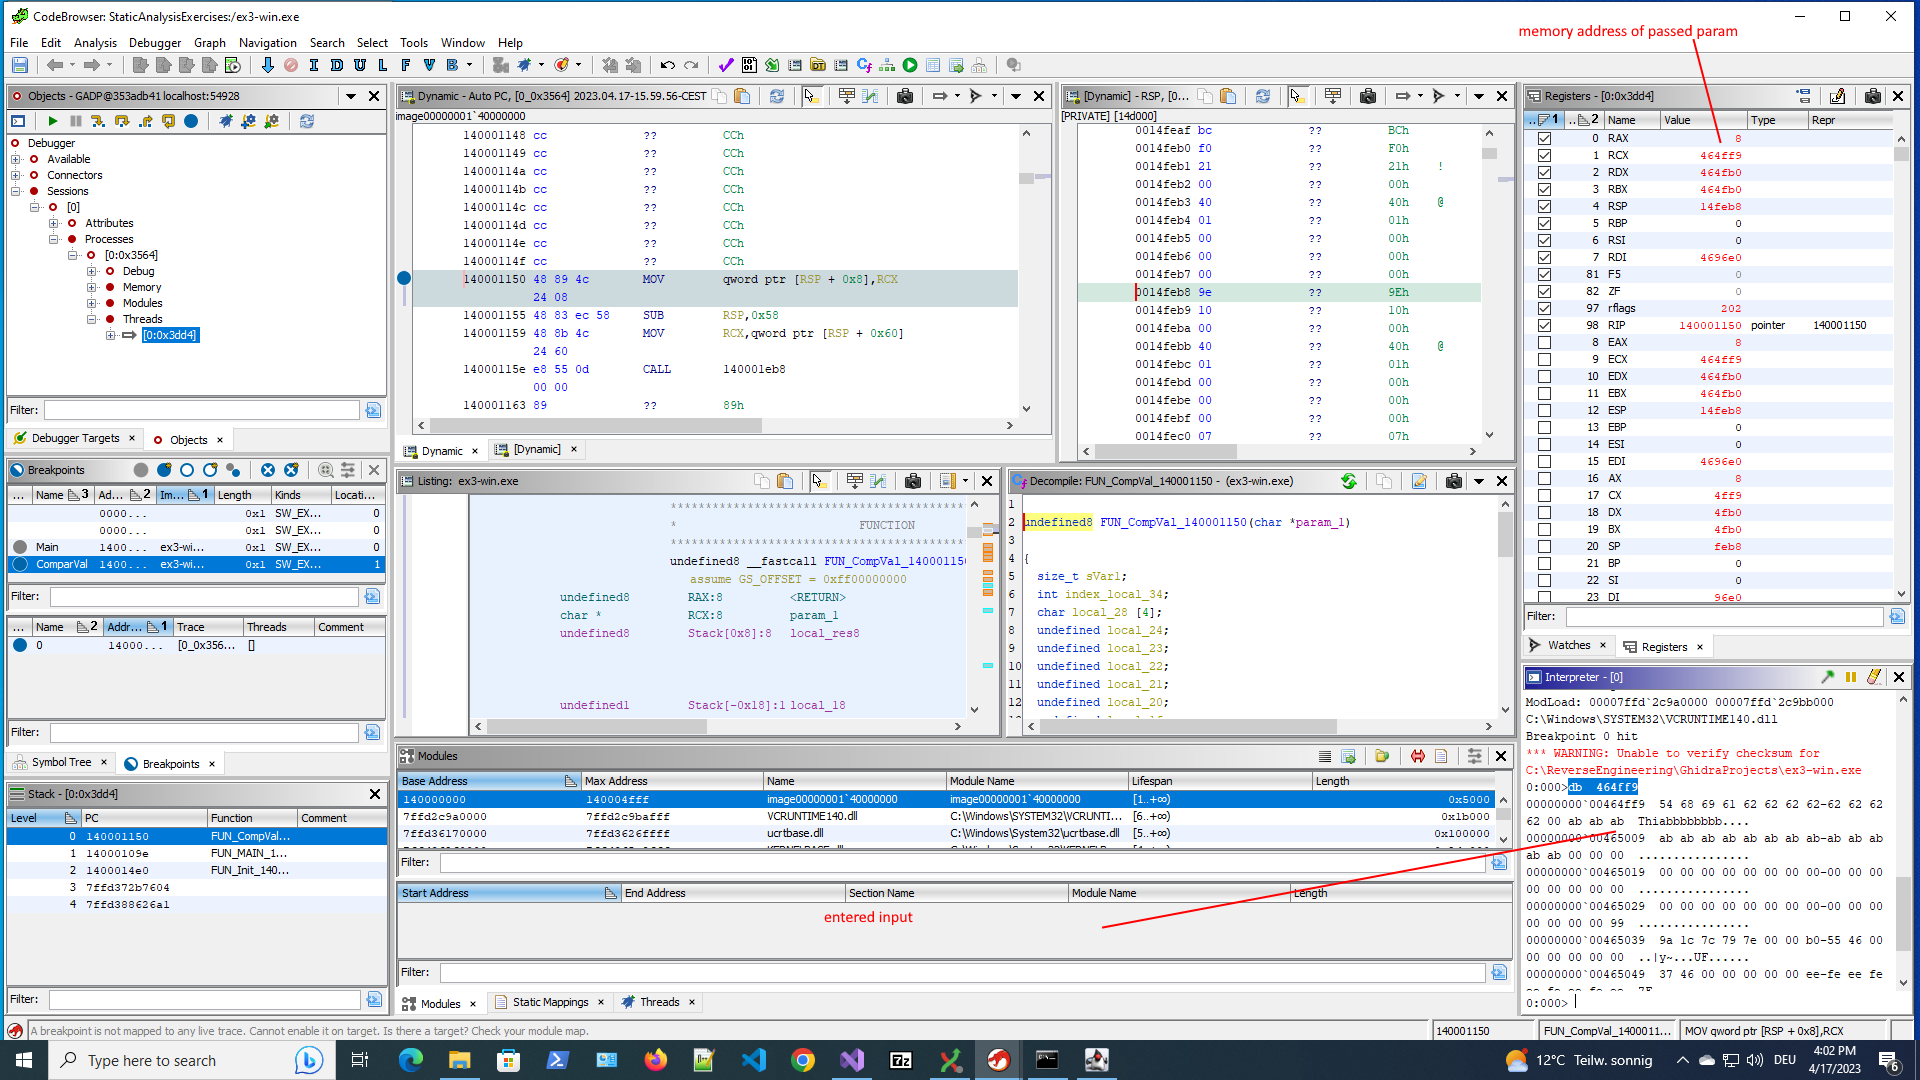 CodeBrowser: StaticAnalysisExercises:/ex3-win.exe
File Edit Analysis Debugger Graph Navigation Search Select Tools Window Help
memory address of passed param
Objects - GADP@353adb41 localhost:54928
Debugger
Available
Connectors
Sessions
[0]
Attributes
Processes
[0:0x3564]
Debug
Memory
Modules
Threads
[0:0x3dd4]
Filter:
Debugger Targets × Objects ×
Dynamic - Auto PC, [0_0x3564] 2023.04.17-15.59.56-CEST
image00000001`40000000
140001148 cc ?? CCh
140001149 cc ?? CCh
14000114a cc ?? CCh
14000114b cc ?? CCh
14000114c cc ?? CCh
14000114d cc ?? CCh
14000114e cc ?? CCh
14000114f cc ?? CCh
140001150 48 89 4c MOV qword ptr [RSP + 0x8],RCX
24 08
140001155 48 83 ec 58 SUB RSP,0x58
140001159 48 8b 4c MOV RCX,qword ptr [RSP + 0x60]
24 60
14000115e e8 55 0d CALL 140001eb8
00 00
140001163 89 ?? 89h
Dynamic × [Dynamic] ×
[Dynamic] - RSP, [0...
[PRIVATE] [14d000]
0014feaf bc ?? BCh
0014feb0 f0 ?? F0h
0014feb1 21 ?? 21h !
0014feb2 00 ?? 00h
0014feb3 40 ?? 40h @
0014feb4 01 ?? 01h
0014feb5 00 ?? 00h
0014feb6 00 ?? 00h
0014feb7 00 ?? 00h
0014feb8 9e ?? 9Eh
0014feb9 10 ?? 10h
0014feba 00 ?? 00h
0014febb 40 ?? 40h @
0014febc 01 ?? 01h
0014febd 00 ?? 00h
0014febe 00 ?? 00h
0014febf 00 ?? 00h
0014fec0 07 ?? 07h
Registers - [0:0x3dd4]
.. 1 .. 2 Name Value Type Repr
0 RAX 8
1 RCX 464ff9
2 RDX 464fb0
3 RBX 464fb0
4 RSP 14feb8
5 RBP 0
6 RSI 0
7 RDI 4696e0
81 F5 0
82 ZF 0
97 rflags 202
98 RIP 140001150 pointer 140001150
8 EAX 8
9 ECX 464ff9
10 EDX 464fb0
11 EBX 464fb0
12 ESP 14feb8
13 EBP 0
14 ESI 0
15 EDI 4696e0
16 AX 8
17 CX 4ff9
18 DX 4fb0
19 BX 4fb0
20 SP feb8
21 BP 0
22 SI 0
23 DI 96e0
Filter:
Watches × Registers ×
Breakpoints
... Name 3 Ad... 2 Im... 1 Length Kinds Locati...
0000... 0x1 SW_EX... 0
0000... 0x1 SW_EX... 0
Main 1400... ex3-wi... 0x1 SW_EX... 0
ComparVal 1400... ex3-wi... 0x1 SW_EX... 1
Filter:
... Name 2 Addr... 1 Trace Threads Comment
0 14000... [0_0x356... []
Filter:
Symbol Tree × Breakpoints ×
Listing: ex3-win.exe
******************************************
* FUNCTION
******************************************
undefined8 __fastcall FUN_CompVal_140001150
assume GS_OFFSET = 0xff00000000
undefined8 RAX:8 <RETURN>
char * RCX:8 param_1
undefined8 Stack[0x8]:8 local_res8
undefined1 Stack[-0x18]:1 local_18
Decompile: FUN_CompVal_140001150 - (ex3-win.exe)
1
2 undefined8 FUN_CompVal_140001150(char *param_1)
3
4 {
5 size_t sVar1;
6 int index_local_34;
7 char local_28 [4];
8 undefined local_24;
9 undefined local_23;
10 undefined local_22;
11 undefined local_21;
12 undefined local_20;
Interpreter - [0]
ModLoad: 00007ffd`2c9a0000 00007ffd`2c9bb000
C:\Windows\SYSTEM32\VCRUNTIME140.dll
Breakpoint 0 hit
*** WARNING: Unable to verify checksum for
C:\ReverseEngineering\GhidraProjects\ex3-win.exe
0:000>db 464ff9
00000000`00464ff9 54 68 69 61 62 62 62 62-62 62 62
62 00 ab ab ab Thiabbbbbbbb....
00000000`00465009 ab ab ab ab ab ab ab ab-ab ab ab
ab ab 00 00 00 ................
00000000`00465019 00 00 00 00 00 00 00 00-00 00 00
00 00 00 00 00 ................
00000000`00465029 00 00 00 00 00 00 00 00-00 00 00
00 00 00 00 99 ................
00000000`00465039 9a 1c 7c 79 7e 00 00 b0-55 46 00
00 00 00 00 00 ..|y~...UF......
00000000`00465049 37 46 00 00 00 00 00 ee-fe ee fe
0:000>
Stack - [0:0x3dd4]
Level PC Function Comment
0 140001150 FUN_CompVal...
1 14000109e FUN_MAIN_1...
2 1400014e0 FUN_Init_140...
3 7ffd372b7604
4 7ffd388626a1
Filter:
Modules
Base Address Max Address Name Module Name Lifespan Length
140000000 140004fff image00000001`40000000 image00000001`40000000 [1..+∞) 0x5000
7ffd2c9a0000 7ffd2c9bafff VCRUNTIME140.dll C:\Windows\SYSTEM32\VCRUNTI... [6..+∞) 0x1b000
7ffd36170000 7ffd3626ffff ucrtbase.dll C:\Windows\System32\ucrtbase.dll [5..+∞) 0x100000
Filter:
Start Address End Address Section Name Module Name Length
entered input
Filter:
Modules × Static Mappings × Threads ×
A breakpoint is not mapped to any live trace. Cannot enable it on target. Is there a target? Check your module map.
140001150 FUN_CompVal_1400011... MOV qword ptr [RSP + 0x8],RCX
Type here to search
12°C Teilw. sonnig DEU 4:02 PM
4/17/2023
6